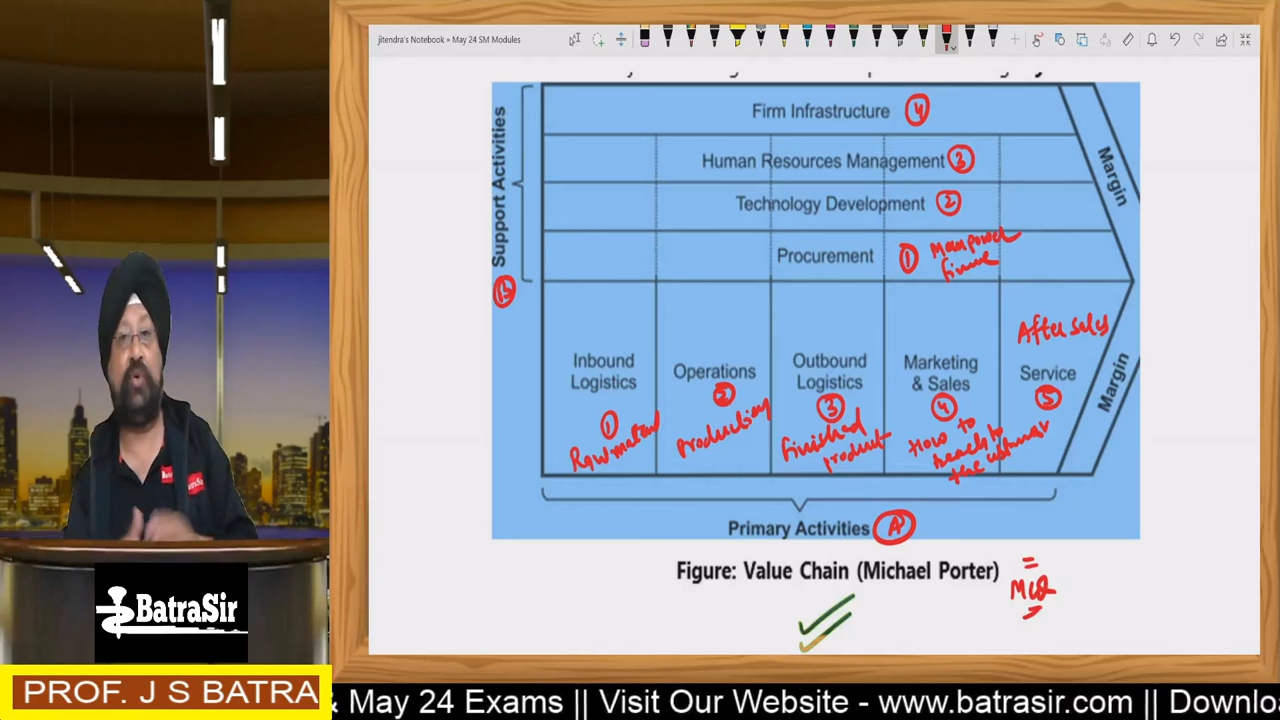 jitendra's Notebook » May 24 SM Modules
Support Activities
B
Firm Infrastructure 4
Human Resources Management 3
Technology Development 2
Procurement 1 Manpower
finance
Margin
Inbound
Logistics
1
Raw material
Operations
2
Production
Outbound
Logistics
3
Finished
product
Marketing
& Sales
4
How to
reach to
the customer
After sales
Service
5
Margin
Primary Activities A
Figure: Value Chain (Michael Porter)
MCQ
BatraSir
BatraSir
PROF. J S BATRA
& May 24 Exams || Visit Our Website - www.batrasir.com || Downlo